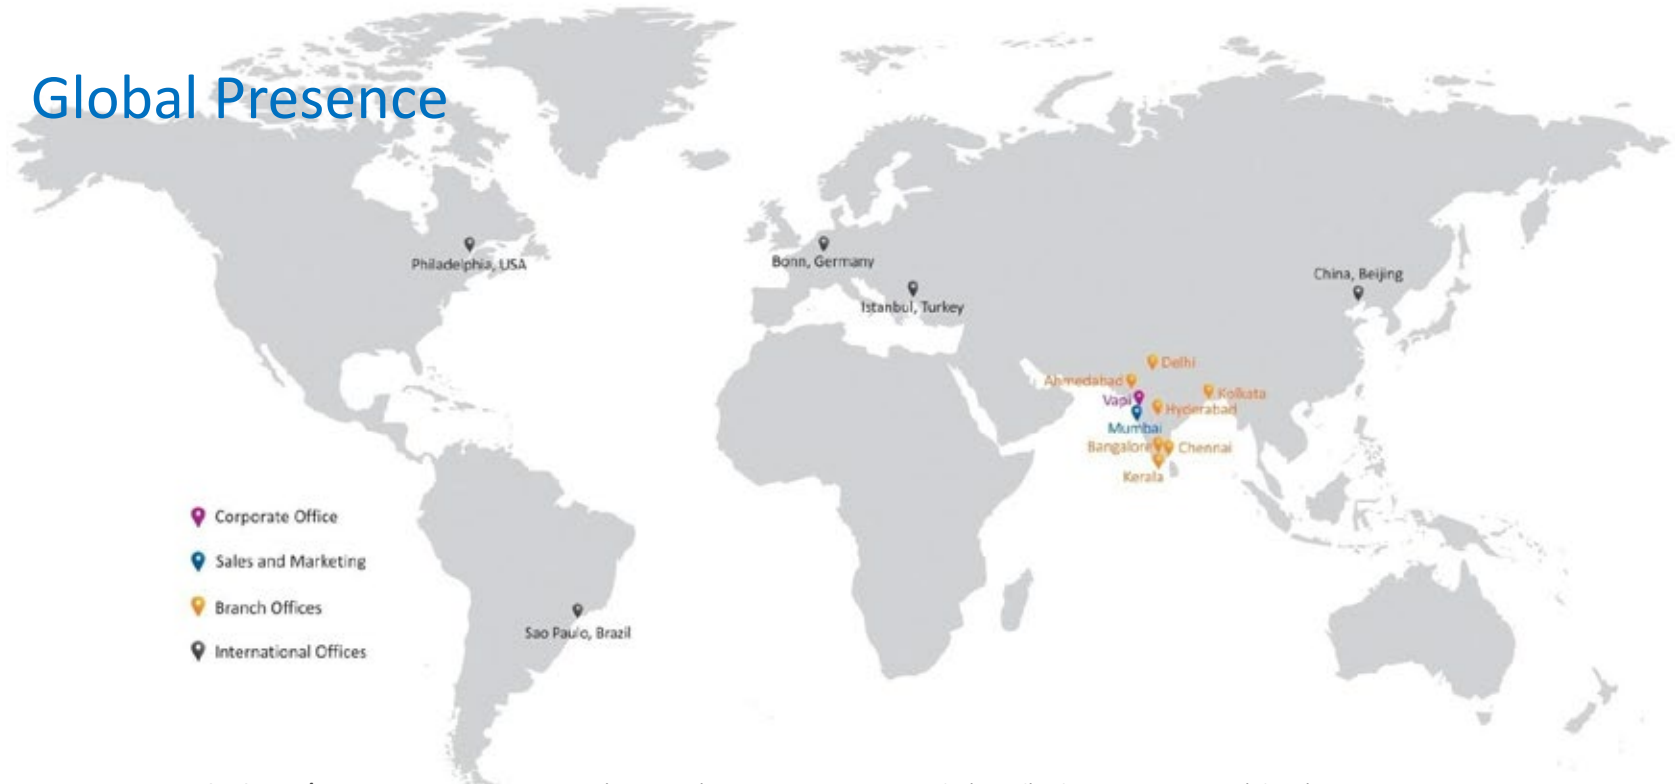 Global Presence
Philadelphia, USA
Bonn, Germany
Istanbul, Turkey
China, Beijing
Delhi
Ahmedabad
Kolkata
Vapi
Hyderabad
Mumbai
Bangalore
Chennai
Kerala
Corporate Office
Sales and Marketing
Branch Offices
International Offices
Sao Paulo, Brazil